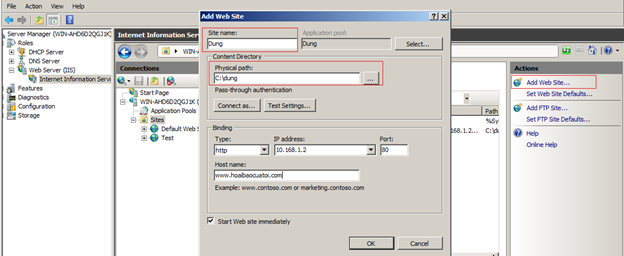 File Action View Help
Server Manager (WIN-AHD6D2QGJ1K)
Roles
DHCP Server
DNS Server
Web Server (IIS)
Internet Information Servi
Features
Diagnostics
Configuration
Storage
Internet Information Serv
WIN-
Connections
Start Page
WIN-AHD6D2QGJ1K
Application Pools
Sites
Default Web S
Test
Add Web Site
Site name:
Application pool:
Dung
Dung
Select...
Content Directory
Physical path:
C:\dung
...
Pass-through authentication
Connect as...
Test Settings...
Binding
Type:
IP address:
Port:
http
10.168.1.2
80
Host name:
www.hoaibaocuatoi.com
Example: www.contoso.com or marketing.contoso.com
Start Web site immediately
OK
Cancel
Path
%Sy
168.1... C:\du
Actions
Add Web Site...
Set Web Site Defaults...
Add FTP Site...
Set FTP Site Defaults...
Help
Online Help